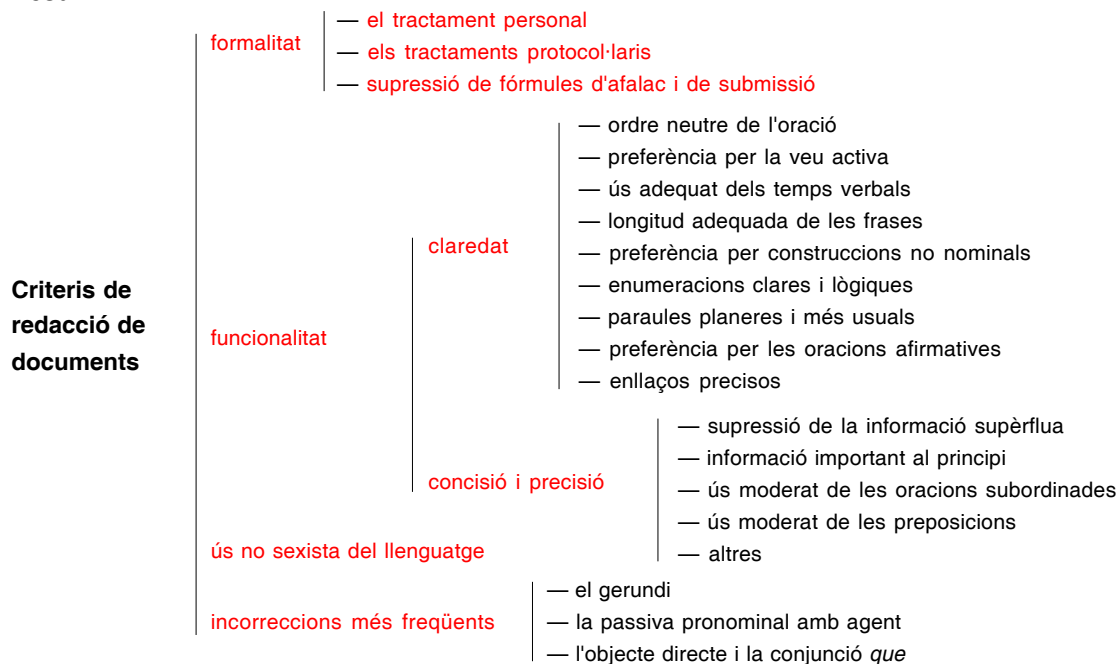 Criteris de
redacció de
documents
formalitat
— el tractament personal
— els tractaments protocol·laris
— supressió de fórmules d'afalac i de submissió
funcionalitat
claredat
— ordre neutre de l'oració
— preferència per la veu activa
— ús adequat dels temps verbals
— longitud adequada de les frases
— preferència per construccions no nominals
— enumeracions clares i lògiques
— paraules planeres i més usuals
— preferència per les oracions afirmatives
— enllaços precisos
concisió i precisió
— supressió de la informació supèrflua
— informació important al principi
— ús moderat de les oracions subordinades
— ús moderat de les preposicions
— altres
ús no sexista del llenguatge
incorreccions més freqüents
— el gerundi
— la passiva pronominal amb agent
— l'objecte directe i la conjunció que